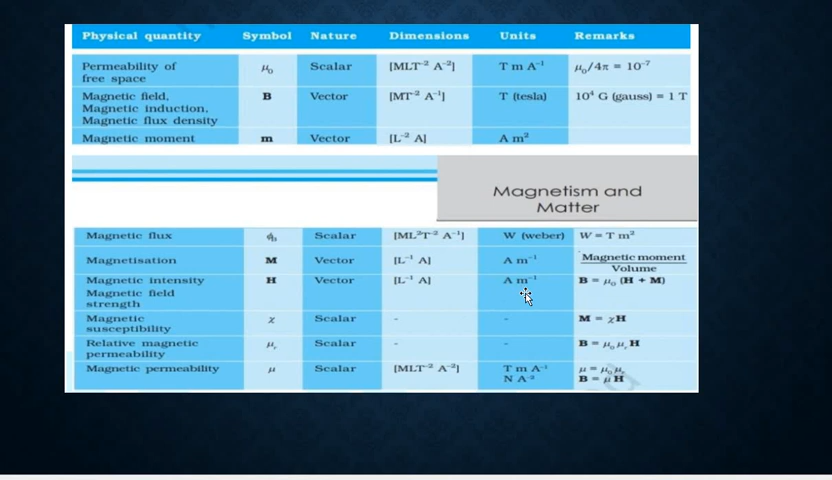 Physical quantity Symbol Nature Dimensions Units Remarks
Permeability of free space μ₀ Scalar [MLT⁻² A⁻²] T m A⁻¹ μ₀/4π = 10⁻⁷
Magnetic field, Magnetic induction, Magnetic flux density B Vector [MT⁻² A⁻¹] T (tesla) 10⁴ G (gauss) = 1 T
Magnetic moment m Vector [L⁻² A] A m²
Magnetism and
Matter
Magnetic flux ϕ_B Scalar [ML²T⁻² A⁻¹] W (weber) W = T m²
Magnetisation M Vector [L⁻¹ A] A m⁻¹ Magnetic moment / Volume
Magnetic intensity Magnetic field strength H Vector [L⁻¹ A] A m⁻¹ B = μ₀ (H + M)
Magnetic susceptibility χ Scalar - - M = χH
Relative magnetic permeability μᵣ Scalar - - B = μ₀ μᵣ H
Magnetic permeability μ Scalar [MLT⁻² A⁻²] T m A⁻¹ N A⁻² μ = μ₀ μᵣ B = μ H